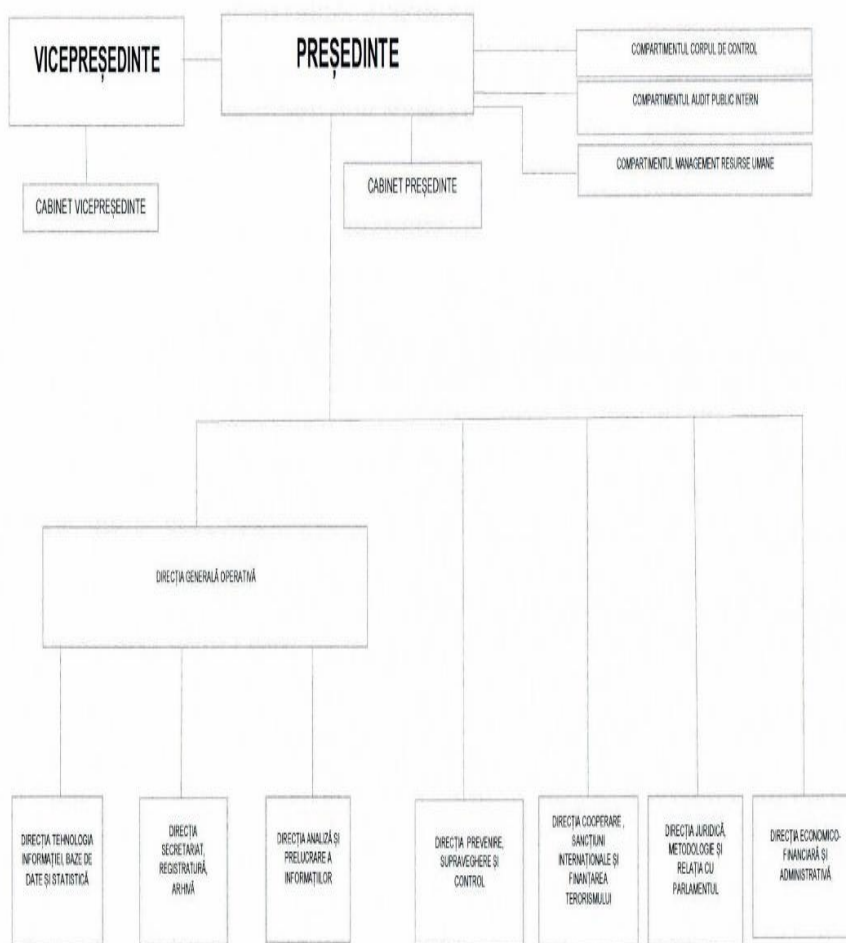 VICEPREȘEDINTE
PREȘEDINTE
COMPARTIMENTUL CORPUL DE CONTROL
COMPARTIMENTUL AUDIT PUBLIC INTERN
COMPARTIMENTUL MANAGEMENT RESURSE UMANE
CABINET VICEPREȘEDINTE
CABINET PREȘEDINTE
DIRECȚIA GENERALĂ OPERATIVĂ
DIRECȚIA TEHNOLOGIA
INFORMAȚIEI, BAZE DE
DATE ȘI STATISTICĂ
DIRECȚIA
SECRETARIAT,
REGISTRATURĂ,
ARHIVĂ
DIRECȚIA ANALIZĂ ȘI
PRELUCRARE A
INFORMAȚIILOR
DIRECȚIA PREVENIRE,
SUPRAVEGHERE ȘI
CONTROL
DIRECȚIA COOPERARE ,
SANCȚIUNI
INTERNAȚIONALE ȘI
FINANȚAREA
TERORISMULUI
DIRECȚIA JURIDICĂ,
METODOLOGIE ȘI
RELAȚIA CU
PARLAMENTUL
DIRECȚIA ECONOMICO-
FINANCIARĂ ȘI
ADMINISTRATIVĂ